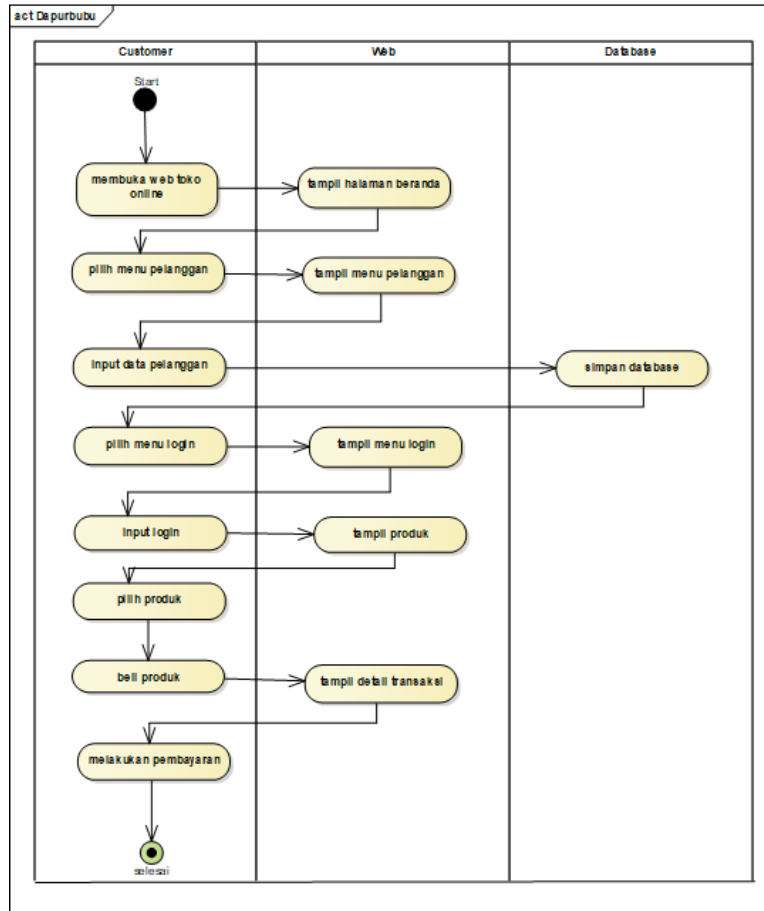 act Dapurbubu
Customer
Web
Database
Start
membuka web toko
online
tampil halaman beranda
pilih menu pelanggan
tampil menu pelanggan
input data pelanggan
simpan database
pilih menu login
tampil menu login
input login
tampil produk
pilih produk
beli produk
tampil detail transaksi
melakukan pembayaran
selesai